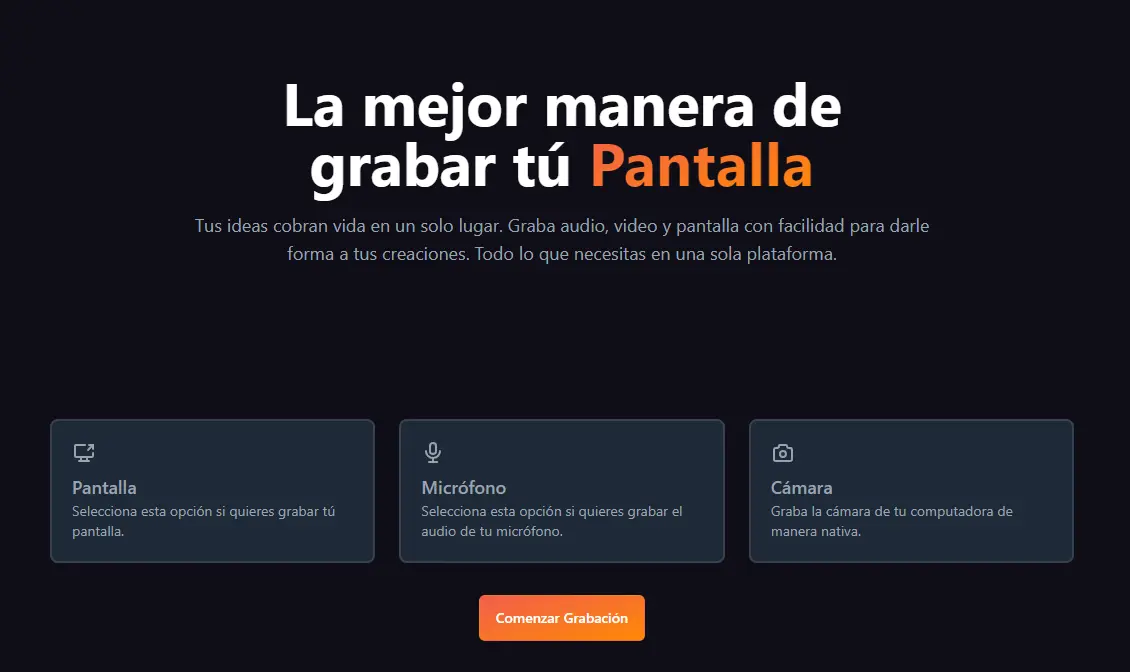 La mejor manera de
grabar tú Pantalla
Tus ideas cobran vida en un solo lugar. Graba audio, video y pantalla con facilidad para darle
forma a tus creaciones. Todo lo que necesitas en una sola plataforma.
Pantalla
Selecciona esta opción si quieres grabar tú
pantalla.
Micrófono
Selecciona esta opción si quieres grabar el
audio de tu micrófono.
Cámara
Graba la cámara de tu computadora de
manera nativa.
Comenzar Grabación